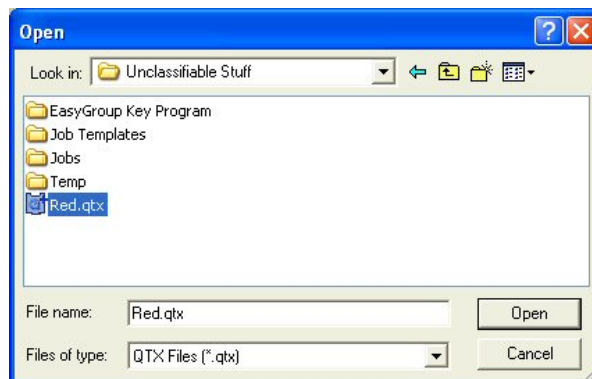 Open
Look in: Unclassifiable Stuff
EasyGroup Key Program
Job Templates
Jobs
Temp
Red.qtx
File name: Red.qtx Open
Files of type: QTX Files (*.qtx) Cancel